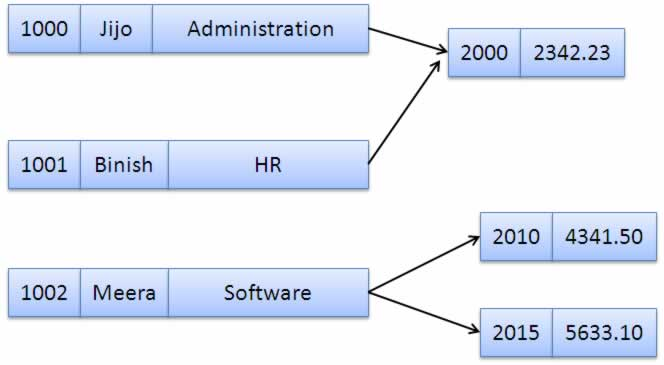 1000 Jijo Administration
2000 2342.23
1001 Binish HR
2010 4341.50
1002 Meera Software
2015 5633.10